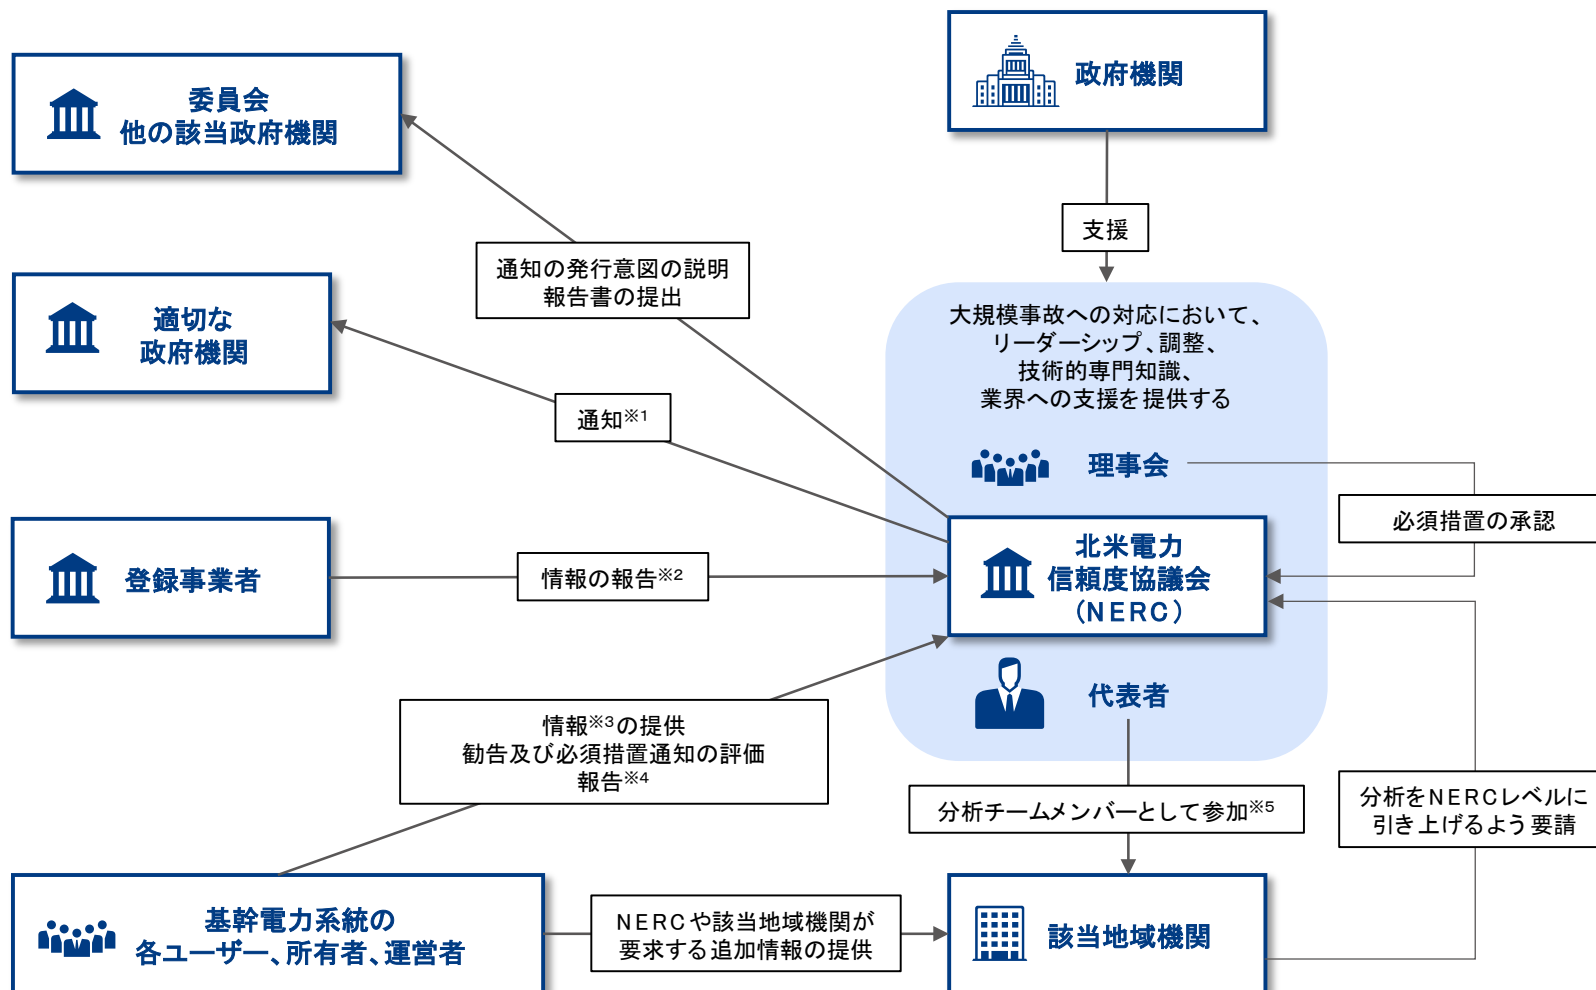 政府機関
委員会
他の該当政府機関
支援
通知の発行意図の説明
報告書の提出
適切な
政府機関
大規模事故への対応において、
リーダーシップ、調整、
技術的専門知識、
業界への支援を提供する
通知※1
理事会
必須措置の承認
登録事業者
情報の報告※2
北米電力
信頼度協議会
（NERC）
代表者
情報※3の提供
勧告及び必須措置通知の評価
報告※4
分析チームメンバーとして参加※5
分析をNERCレベルに
引き上げるよう要請
基幹電力系統の
各ユーザー、所有者、運営者
NERCや該当地域機関が
要求する追加情報の提供
該当地域機関